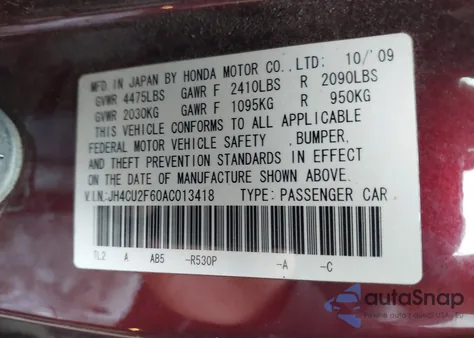 MFD. IN JAPAN BY HONDA MOTOR CO.,LTD: 10/'09
GVWR 4475LBS GAWR F 2410LBS R 2090LBS
GVWR 2030KG GAWR F 1095KG R 950KG
THIS VEHICLE CONFORMS TO ALL APPLICABLE
FEDERAL MOTOR VEHICLE SAFETY ,BUMPER,
AND THEFT PREVENTION STANDARDS IN EFFECT
ON THE DATE OF MANUFACTURE SHOWN ABOVE.
V.I.N.:JH4CU2F60AC013418 TYPE: PASSENGER CAR
TL2 A AB5 -R530P -A -C
autoSnap